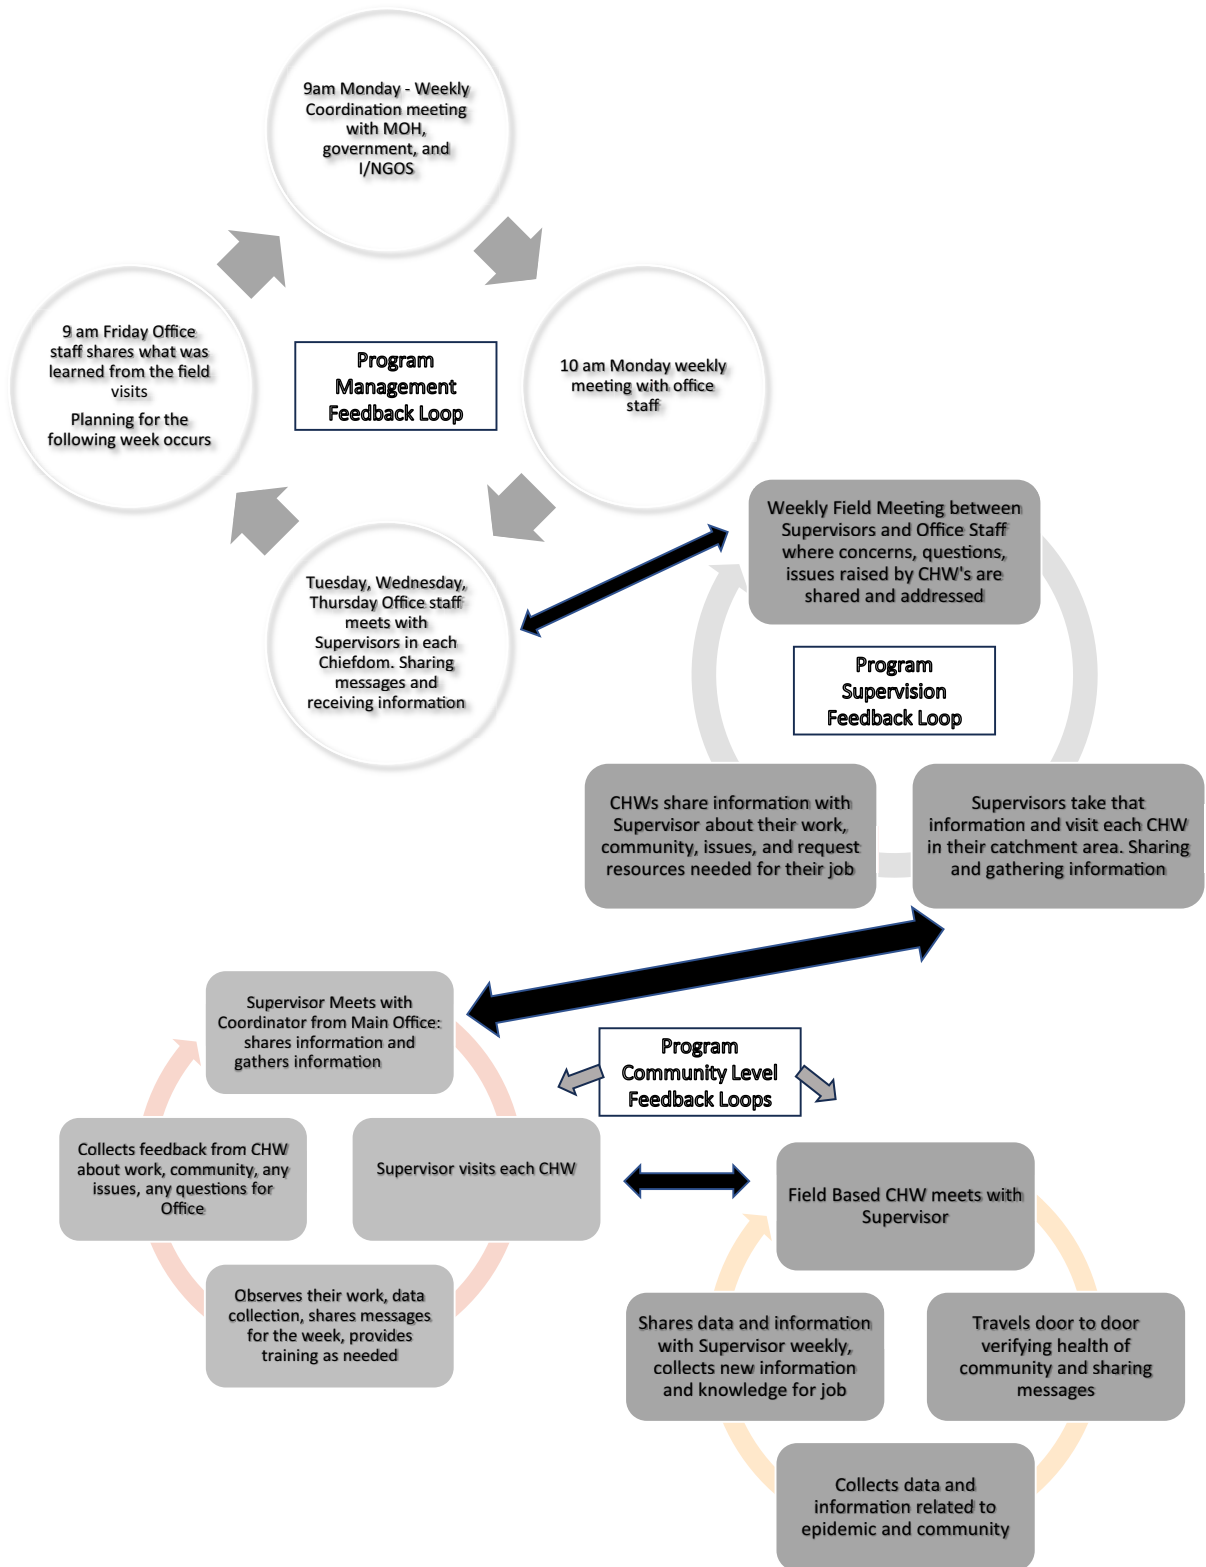 9am Monday - Weekly
Coordination meeting
with MOH,
government, and
I/NGOS
9 am Friday Office
staff shares what was
learned from the field
visits
Planning for the
following week occurs
Program
Management
Feedback Loop
10 am Monday weekly
meeting with office
staff
Tuesday, Wednesday,
Thursday Office staff
meets with
Supervisors in each
Chiefdom. Sharing
messages and
receiving information
Weekly Field Meeting between
Supervisors and Office Staff
where concerns, questions,
issues raised by CHW's are
shared and addressed
Program
Supervision
Feedback Loop
CHWs share information with
Supervisor about their work,
community, issues, and request
resources needed for their job
Supervisors take that
information and visit each CHW
in their catchment area. Sharing
and gathering information
Supervisor Meets with
Coordinator from Main Office:
shares information and
gathers information
Program
Community Level
Feedback Loops
Collects feedback from CHW
about work, community, any
issues, any questions for
Office
Supervisor visits each CHW
Observes their work, data
collection, shares messages
for the week, provides
training as needed
Field Based CHW meets with
Supervisor
Shares data and information
with Supervisor weekly,
collects new information
and knowledge for job
Travels door to door
verifying health of
community and sharing
messages
Collects data and
information related to
epidemic and community